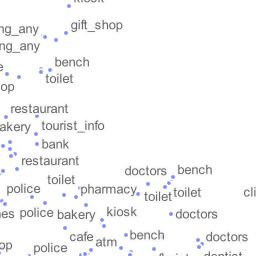 kiosk
gift_shop
ng_any
ng_any
bench
toilet
op
restaurant
akery
tourist_info
bank
restaurant
doctors
bench
toilet
police
pharmacy
toilet
toilet
cli
es
police
bakery
kiosk
doctors
cafe
atm
bench
doctors
op
police
dentist